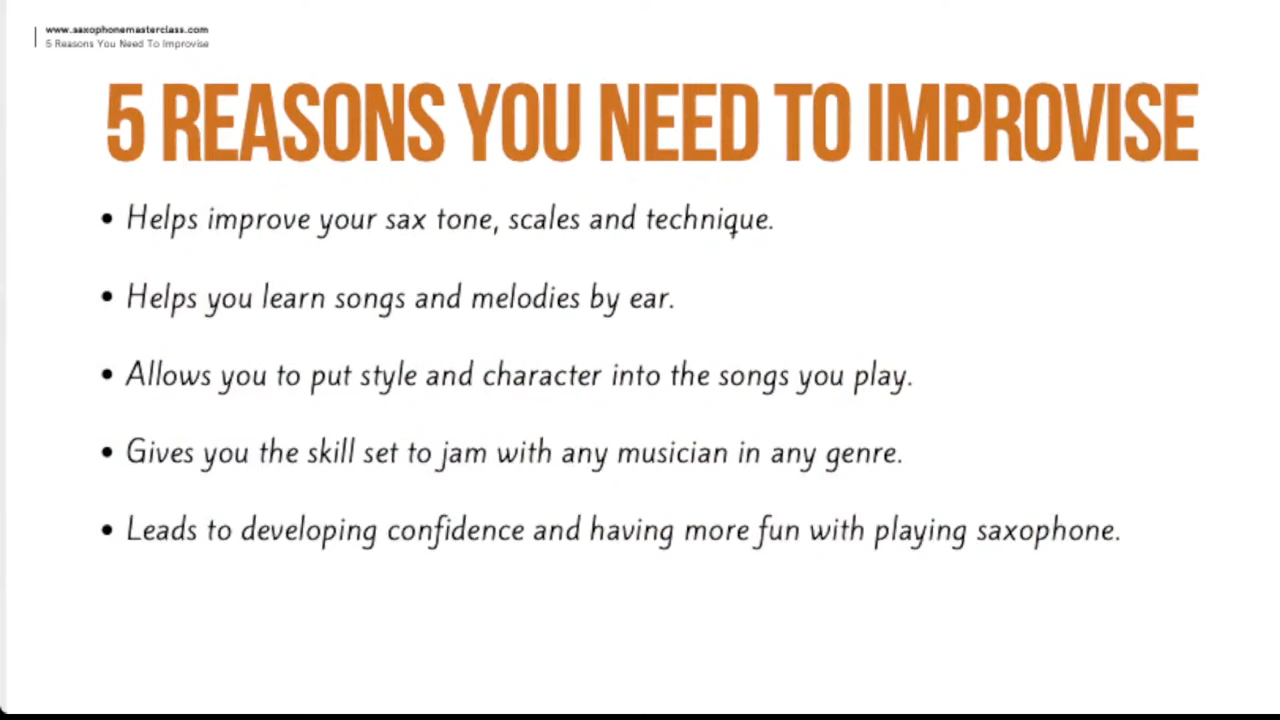 www.saxophonemasterclass.com
5 Reasons You Need To Improvise
5 REASONS YOU NEED TO IMPROVISE
• Helps improve your sax tone, scales and technique.
• Helps you learn songs and melodies by ear.
• Allows you to put style and character into the songs you play.
• Gives you the skill set to jam with any musician in any genre.
• Leads to developing confidence and having more fun with playing saxophone.